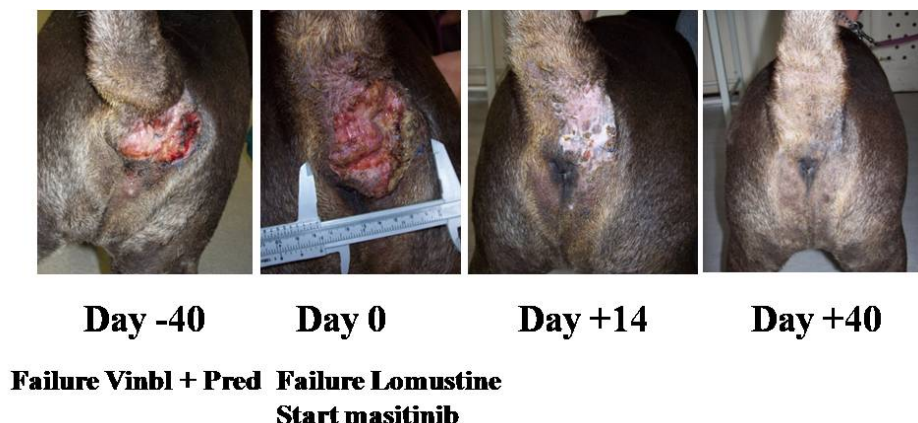 Day -40 Day 0 Day +14 Day +40
Failure Vinbl + Pred Failure Lomustine
Start masitinib